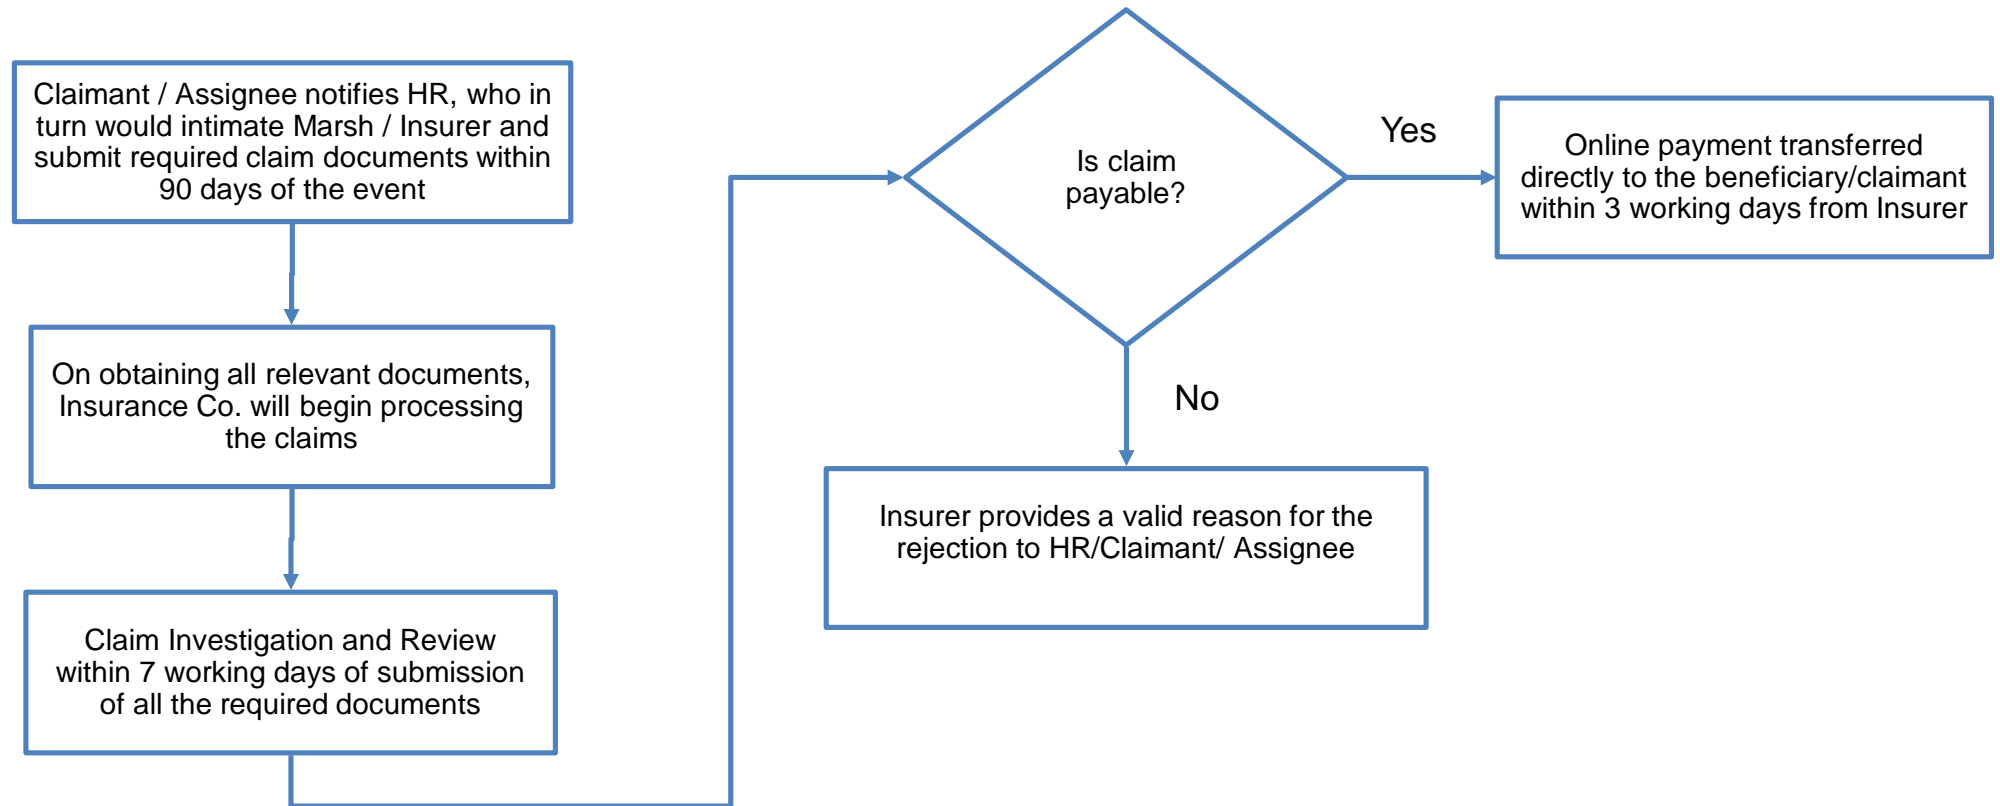 Claimant / Assignee notifies HR, who in
turn would intimate Marsh / Insurer and
submit required claim documents within
90 days of the event
On obtaining all relevant documents,
Insurance Co. will begin processing
the claims
Claim Investigation and Review
within 7 working days of submission
of all the required documents
Is claim
payable?
Yes
Online payment transferred
directly to the beneficiary/claimant
within 3 working days from Insurer
No
Insurer provides a valid reason for the
rejection to HR/Claimant/ Assignee